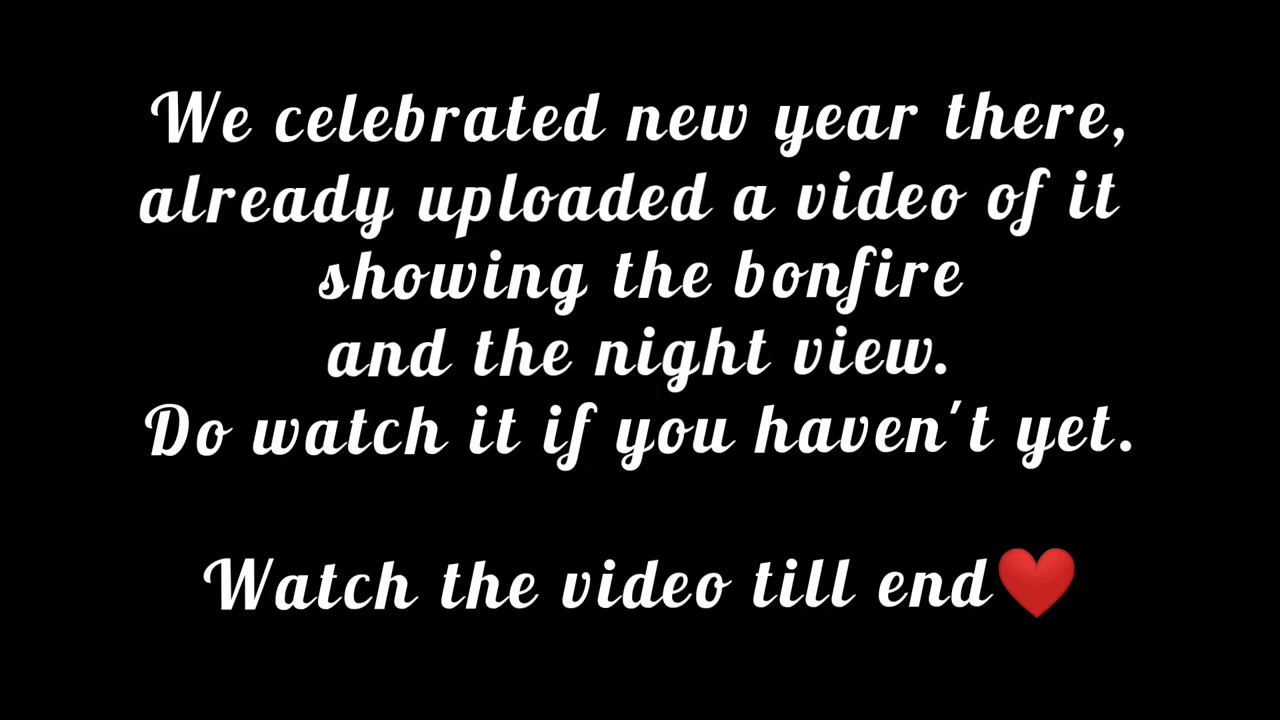 We celebrated new year there,
already uploaded a video of it
showing the bonfire
and the night view.
Do watch it if you haven't yet.
Watch the video till end❤️